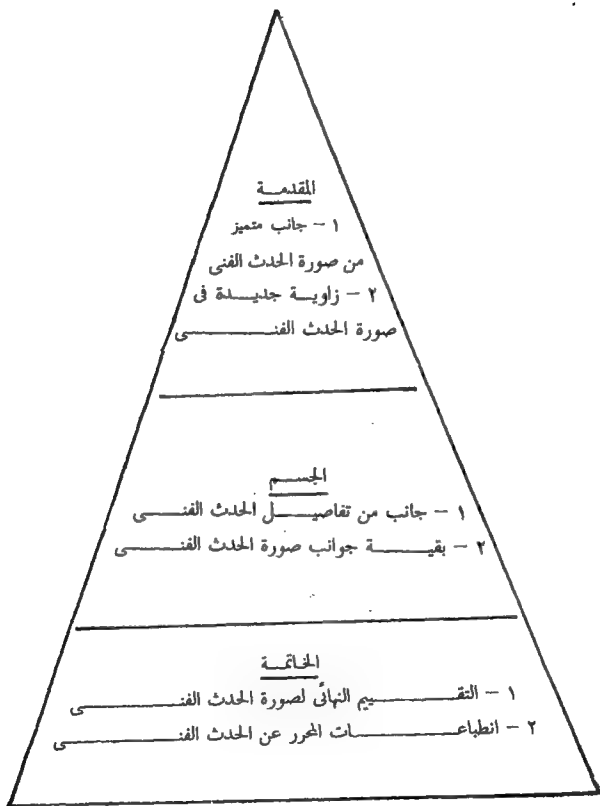 المقدمة
١ - جانب متميز
من صورة الحدث الفنى
٢ - زاوية جديدة فى
صورة الحدث الفنى
الجسم
١ - جانب من تفاصيل الحدث الفنى
٢ - بقية جوانب صورة الحدث الفنى
الخاتمة
١ - التقييم النهائى لصورة الحدث الفنى
٢ - انطباعات المحرر عن الحدث الفنى